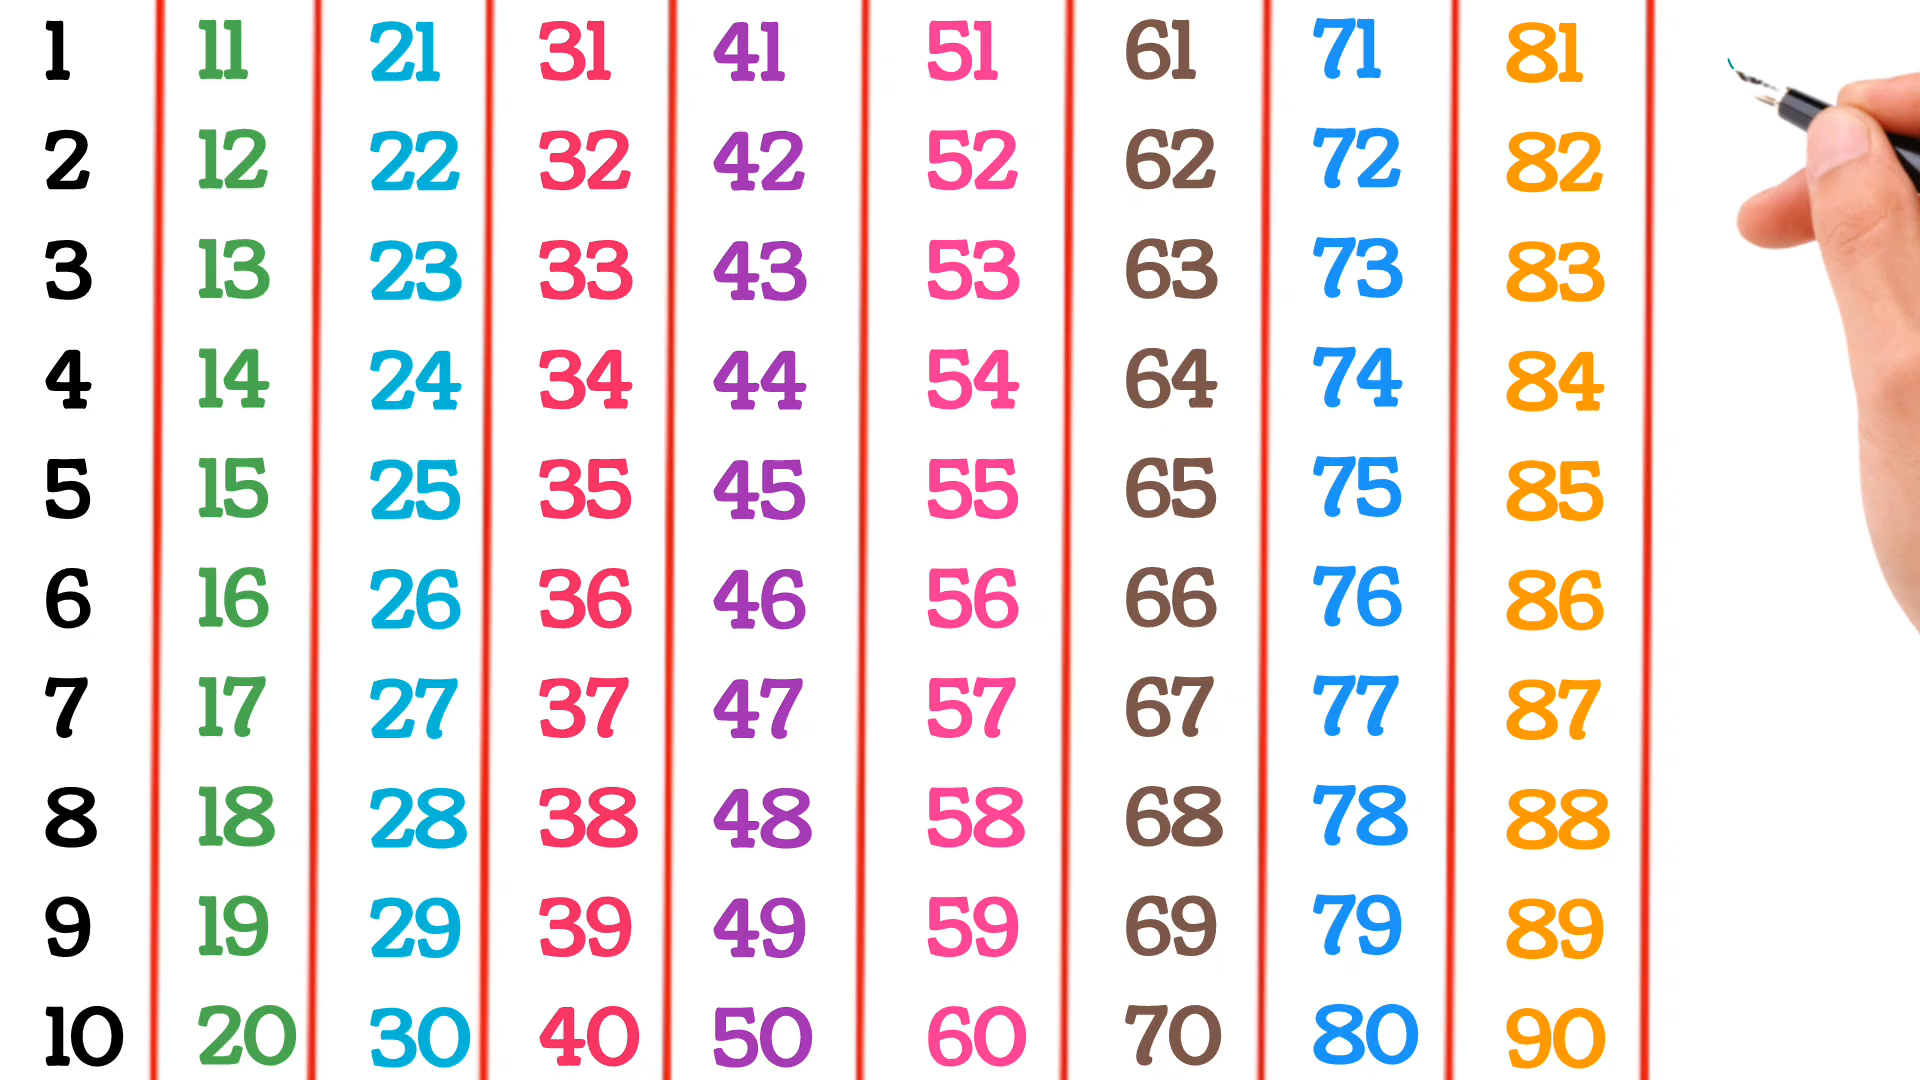 1 11 21 31 41 51 61 71 81
2 12 22 32 42 52 62 72 82
3 13 23 33 43 53 63 73 83
4 14 24 34 44 54 64 74 84
5 15 25 35 45 55 65 75 85
6 16 26 36 46 56 66 76 86
7 17 27 37 47 57 67 77 87
8 18 28 38 48 58 68 78 88
9 19 29 39 49 59 69 79 89
10 20 30 40 50 60 70 80 90